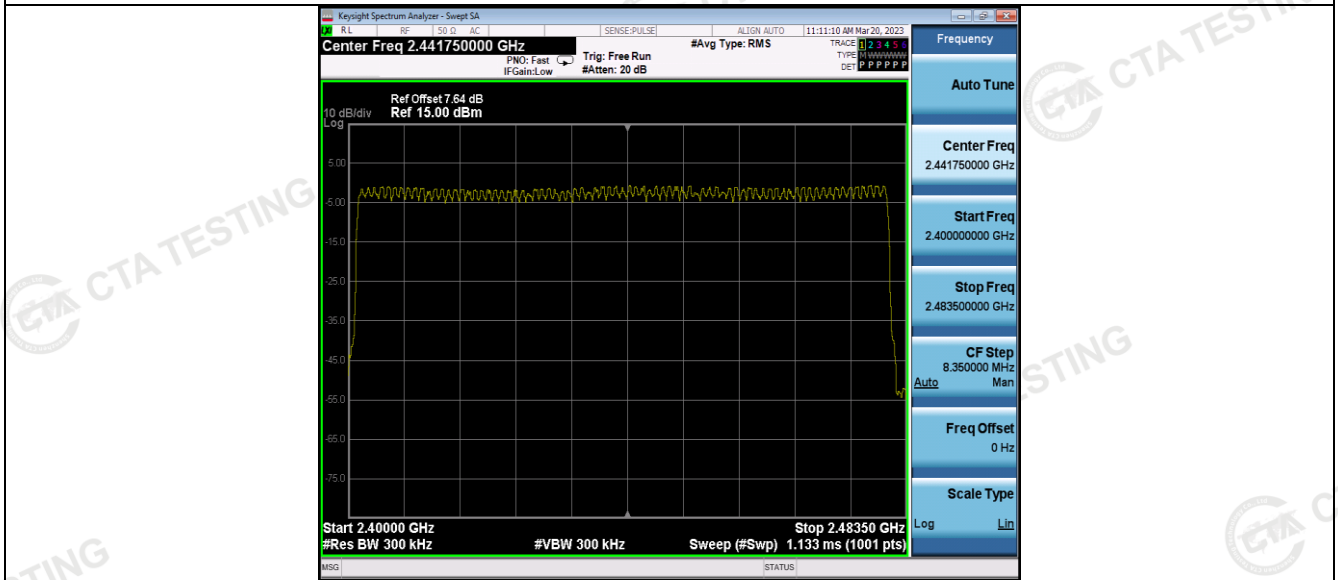 Keysight Spectrum Analyzer - Swept SA
RL RF 50 Ω AC SENSE:PULSE ALIGN AUTO 11:11:10 AM Mar 20, 2023
Center Freq 2.441750000 GHz
#Avg Type: RMS
TRACE 1 2 3 4 5 6
PNO: Fast
Trig: Free Run
TYPE M WWWWW
IFGain:Low
#Atten: 20 dB
DET P P P P P P
Ref Offset 7.64 dB
10 dB/div Ref 15.00 dBm
Log
5.00
-5.00
-15.0
-25.0
-35.0
-45.0
-55.0
-65.0
-75.0
Start 2.40000 GHz
Stop 2.48350 GHz
#Res BW 300 kHz #VBW 300 kHz Sweep (#Swp) 1.133 ms (1001 pts)
MSG STATUS
Frequency
Auto Tune
Center Freq
2.441750000 GHz
Start Freq
2.400000000 GHz
Stop Freq
2.483500000 GHz
CF Step
8.350000 MHz
Auto Man
Freq Offset
0 Hz
Scale Type
Log Lin
CTA TESTING
CTA TESTI
STING
TING